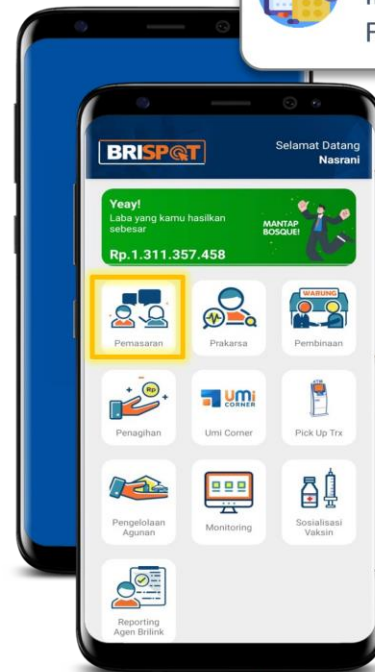 BRISPOT
Selamat Datang
Nasrani
Yeay!
Laba yang kamu hasilkan
sebesar
Rp.1.311.357.458
MANTAP
BOSQUE!
Pemasaran
Prakarsa
WARUNG
Pembinaan
Rp
Penagihan
UMi
CORNER
Umi Corner
Pick Up Trx
Pengelolaan
Agunan
Monitoring
Sosialisasi
Vaksin
Reporting
Agen Brilink